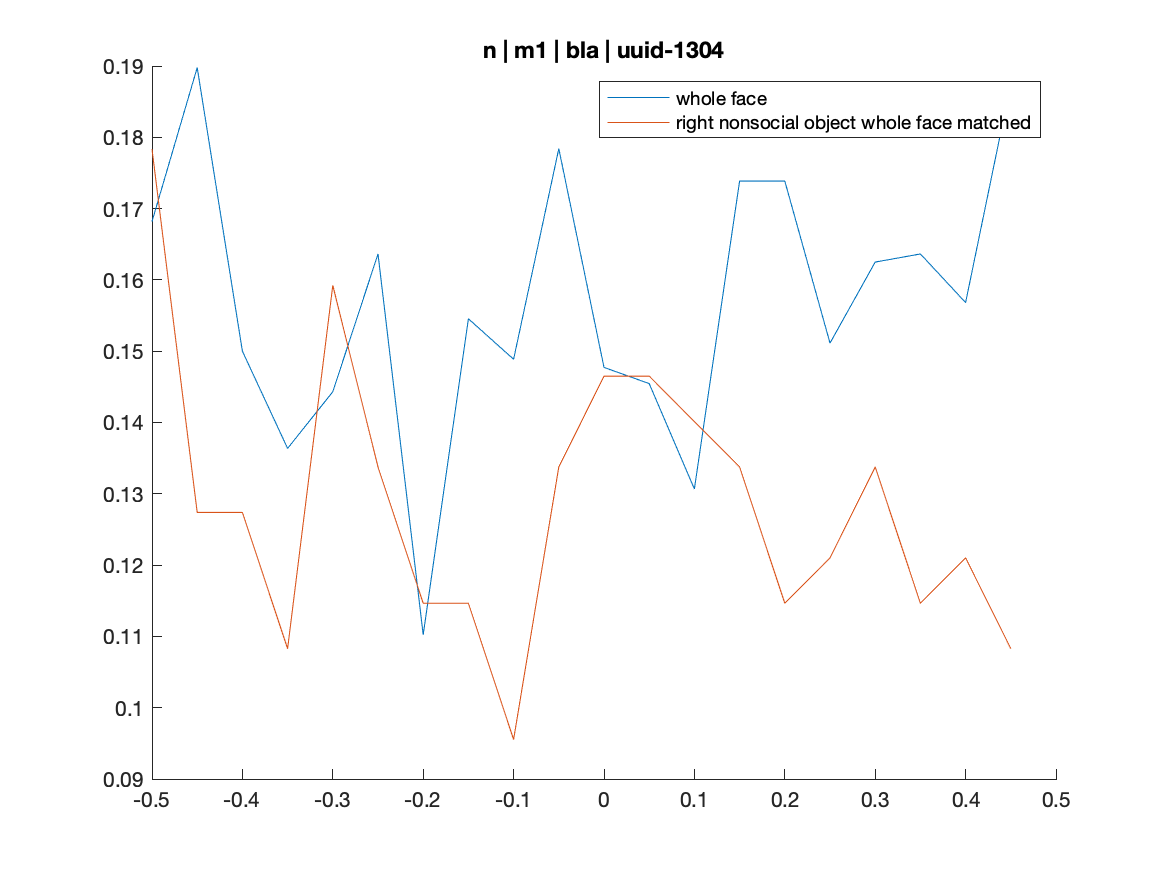 n | m1 | bla | uuid-1304
whole face
right nonsocial object whole face matched
0.19
0.18
0.17
0.16
0.15
0.14
0.13
0.12
0.11
0.1
0.09
-0.5 -0.4 -0.3 -0.2 -0.1 0 0.1 0.2 0.3 0.4 0.5